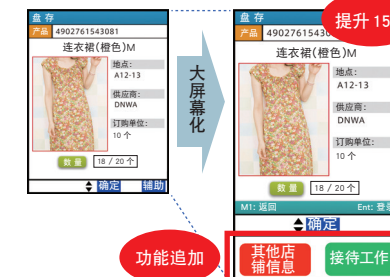 盘 存
产品 4902761543081
连衣裙(橙色)M
地点:
A12-13
供应商:
DNWA
订购单位:
10 个
数 量 18 / 20 个
确定 辅助
大屏幕化
功能追加
提升 15
盘 存
产品 49027615430
连衣裙(橙色)M
地点:
A12-13
供应商:
DNWA
订购单位:
10 个
数 量 18 / 20 个
M1: 返回 Ent: 登录
确定
其他店
铺信息
接待工作